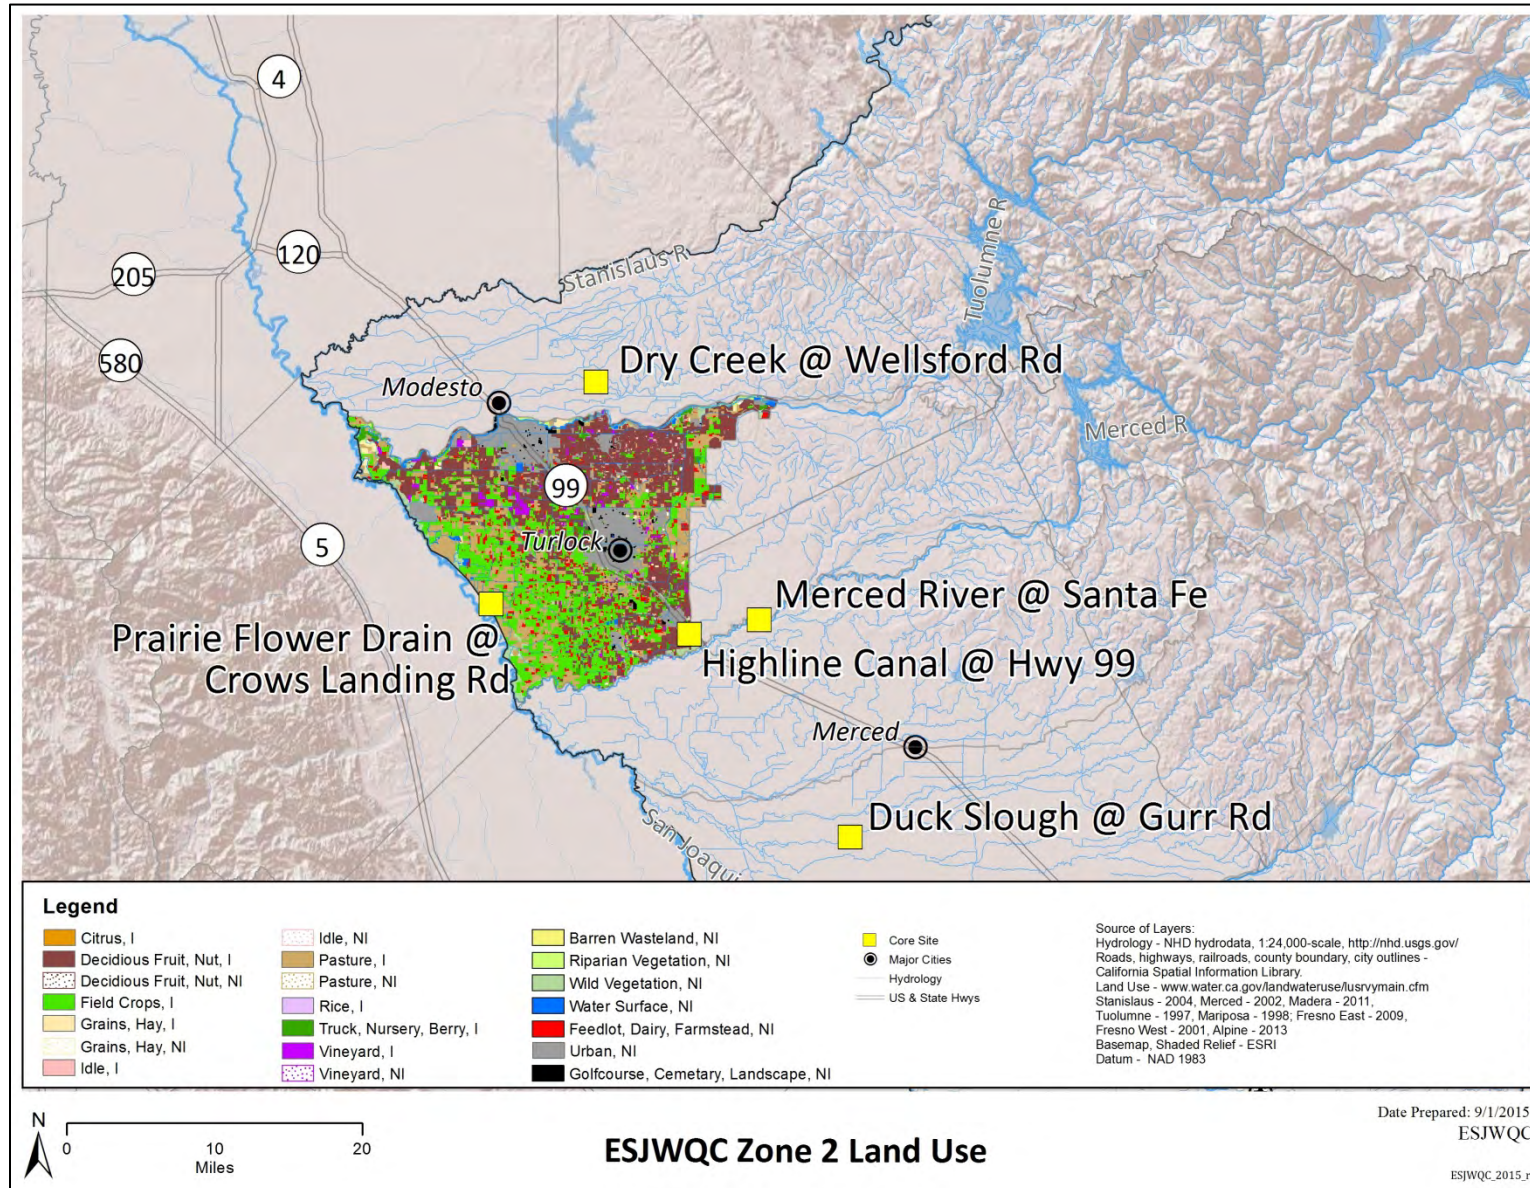 4
120
205
580
5
99
Stanislaus R
Tuolumne R
Merced R
San Joaqui
Modesto
Dry Creek @ Wellsford Rd
Turlock
Merced River @ Santa Fe
Prairie Flower Drain @
Crows Landing Rd
Highline Canal @ Hwy 99
Merced
Duck Slough @ Gurr Rd
Legend
Citrus, I
Decidious Fruit, Nut, I
Decidious Fruit, Nut, NI
Field Crops, I
Grains, Hay, I
Grains, Hay, NI
Idle, I
Idle, NI
Pasture, I
Pasture, NI
Rice, I
Truck, Nursery, Berry, I
Vineyard, I
Vineyard, NI
Barren Wasteland, NI
Riparian Vegetation, NI
Wild Vegetation, NI
Water Surface, NI
Feedlot, Dairy, Farmstead, NI
Urban, NI
Golfcourse, Cemetary, Landscape, NI
Core Site
Major Cities
Hydrology
US & State Hwys
Source of Layers:
Hydrology - NHD hydrodata, 1:24,000-scale, http://nhd.usgs.gov/
Roads, highways, railroads, county boundary, city outlines -
California Spatial Information Library.
Land Use - www.water.ca.gov/landwateruse/lusrvymain.cfm
Stanislaus - 2004, Merced - 2002, Madera - 2011,
Tuolumne - 1997, Mariposa - 1998; Fresno East - 2009,
Fresno West - 2001, Alpine - 2013
Basemap, Shaded Relief - ESRI
Datum - NAD 1983
N
0 10 20
Miles
ESJWQC Zone 2 Land Use
Date Prepared: 9/1/2015
ESJWQC
ESJWQC_2015_r